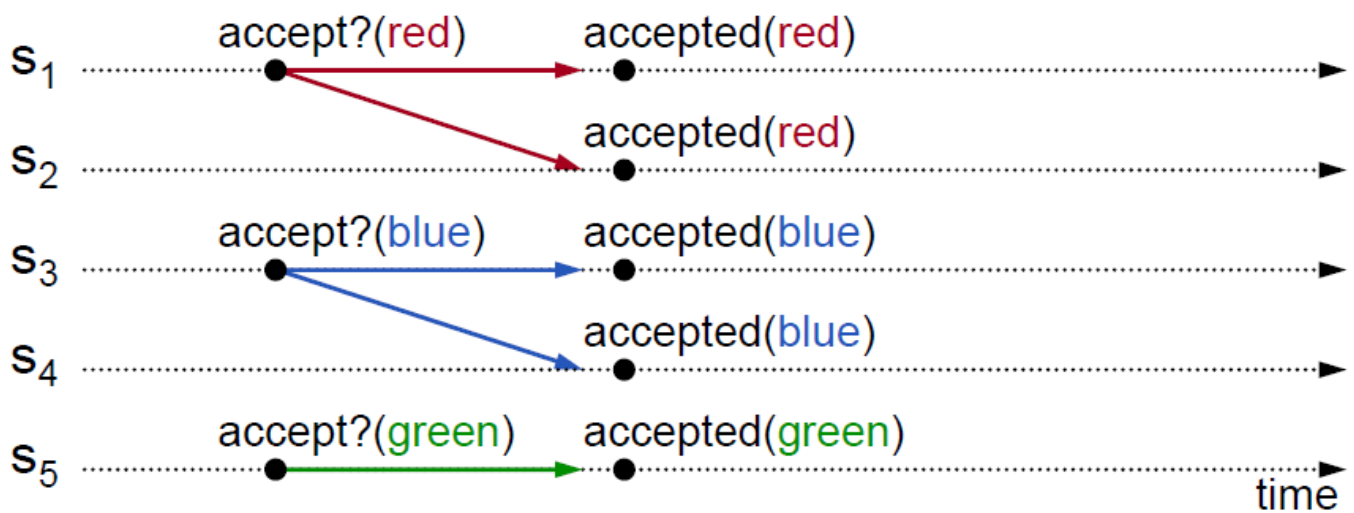 accept?(red) accepted(red)
S1
accepted(red)
S2
accept?(blue) accepted(blue)
S3
accepted(blue)
S4
accept?(green) accepted(green)
S5
time